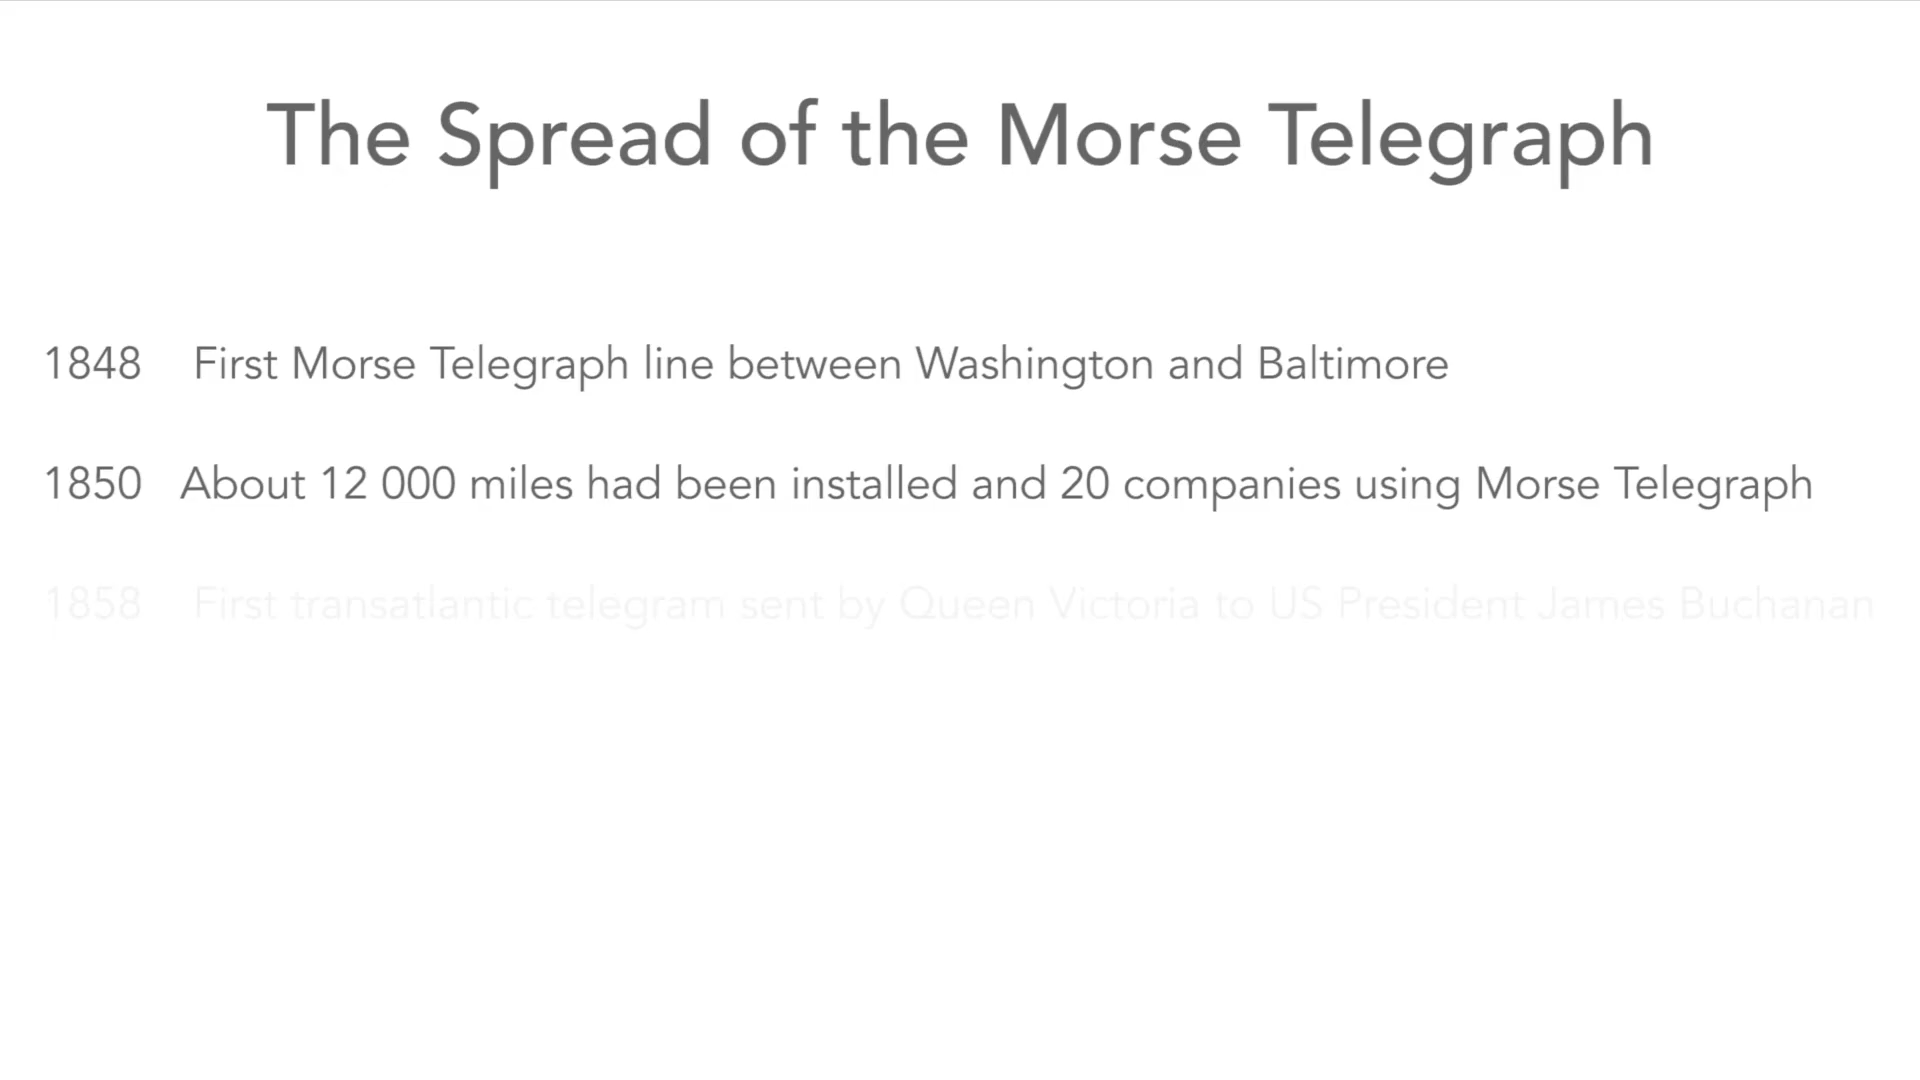 The Spread of the Morse Telegraph
1848 First Morse Telegraph line between Washington and Baltimore
1850 About 12 000 miles had been installed and 20 companies using Morse Telegraph
1858 First transatlantic telegram sent by Queen Victoria to US President James Buchanan